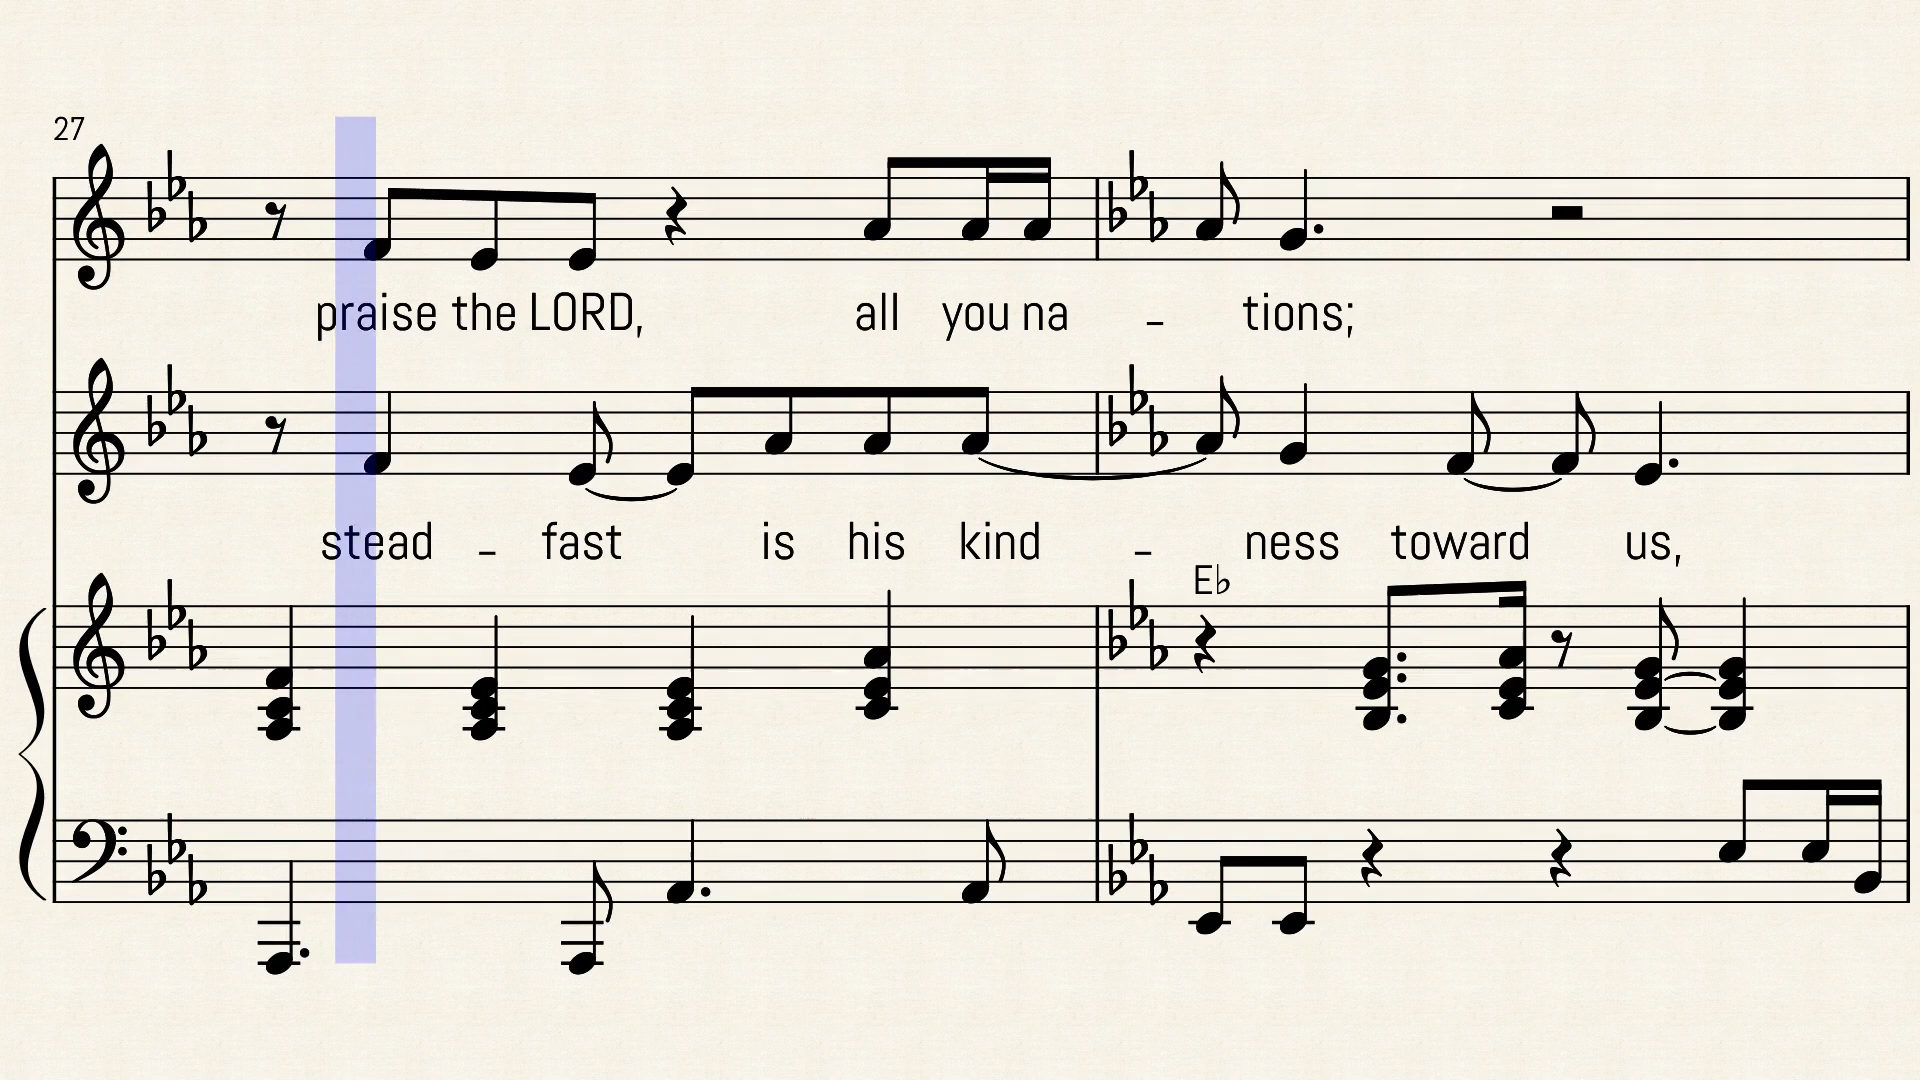 27
praise the LORD, all you na - tions;
stead - fast is his kind - ness toward us,
E♭